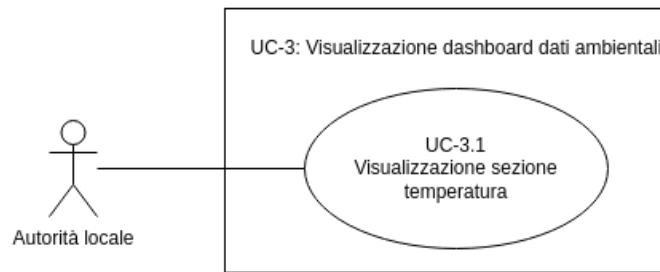 UC-3: Visualizzazione dashboard dati ambientali
UC-3.1
Visualizzazione sezione
temperatura
Autorità locale